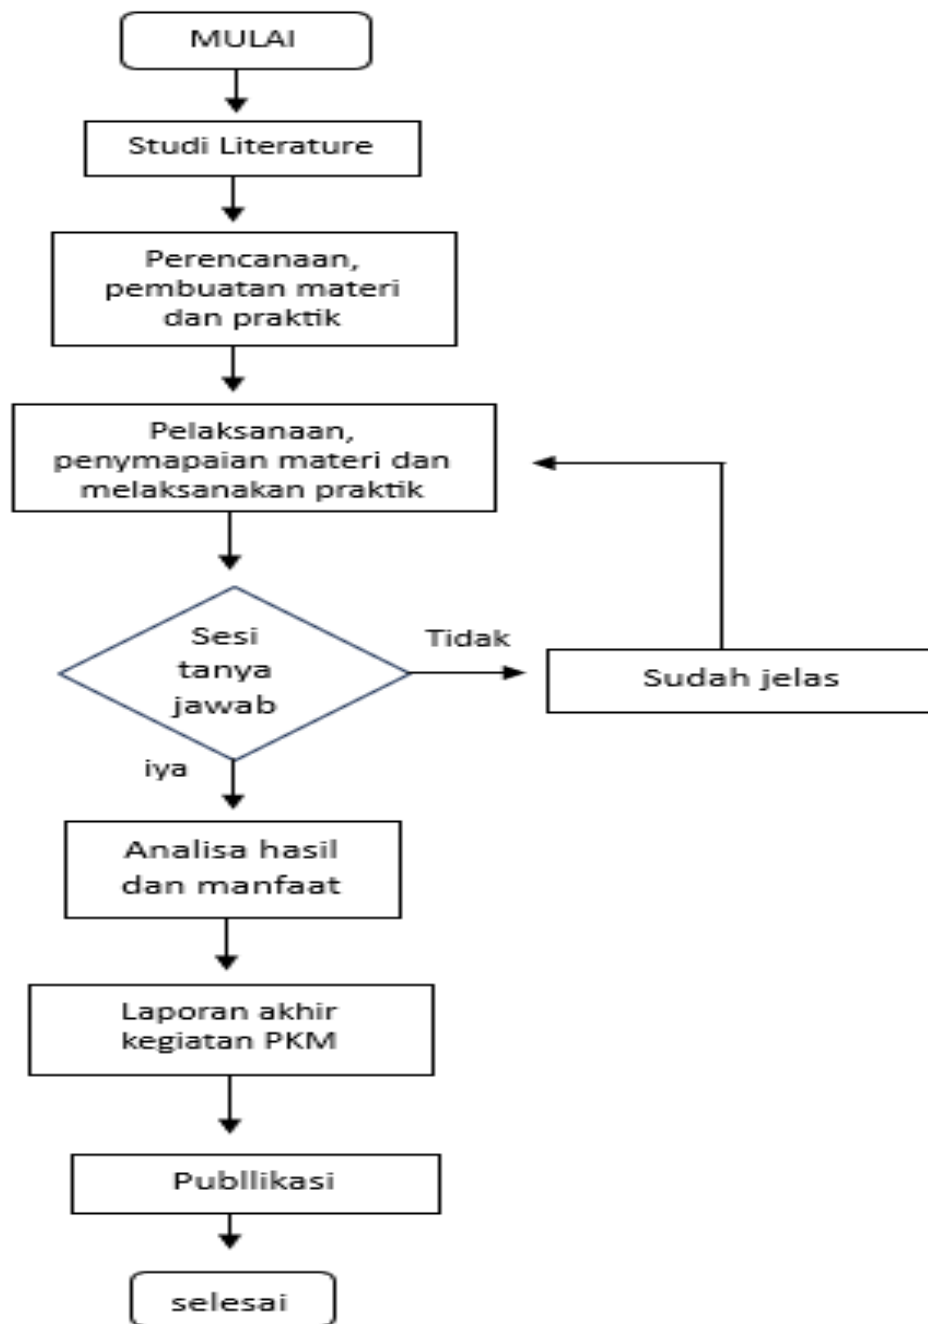 MULAI
Studi Literature
Perencanaan,
pembuatan materi
dan praktik
Pelaksanaan,
penymapaian materi dan
melaksanakan praktik
Sesi
tanya
jawab
Tidak
Sudah jelas
iya
Analisa hasil
dan manfaat
Laporan akhir
kegiatan PKM
Publlikasi
selesai